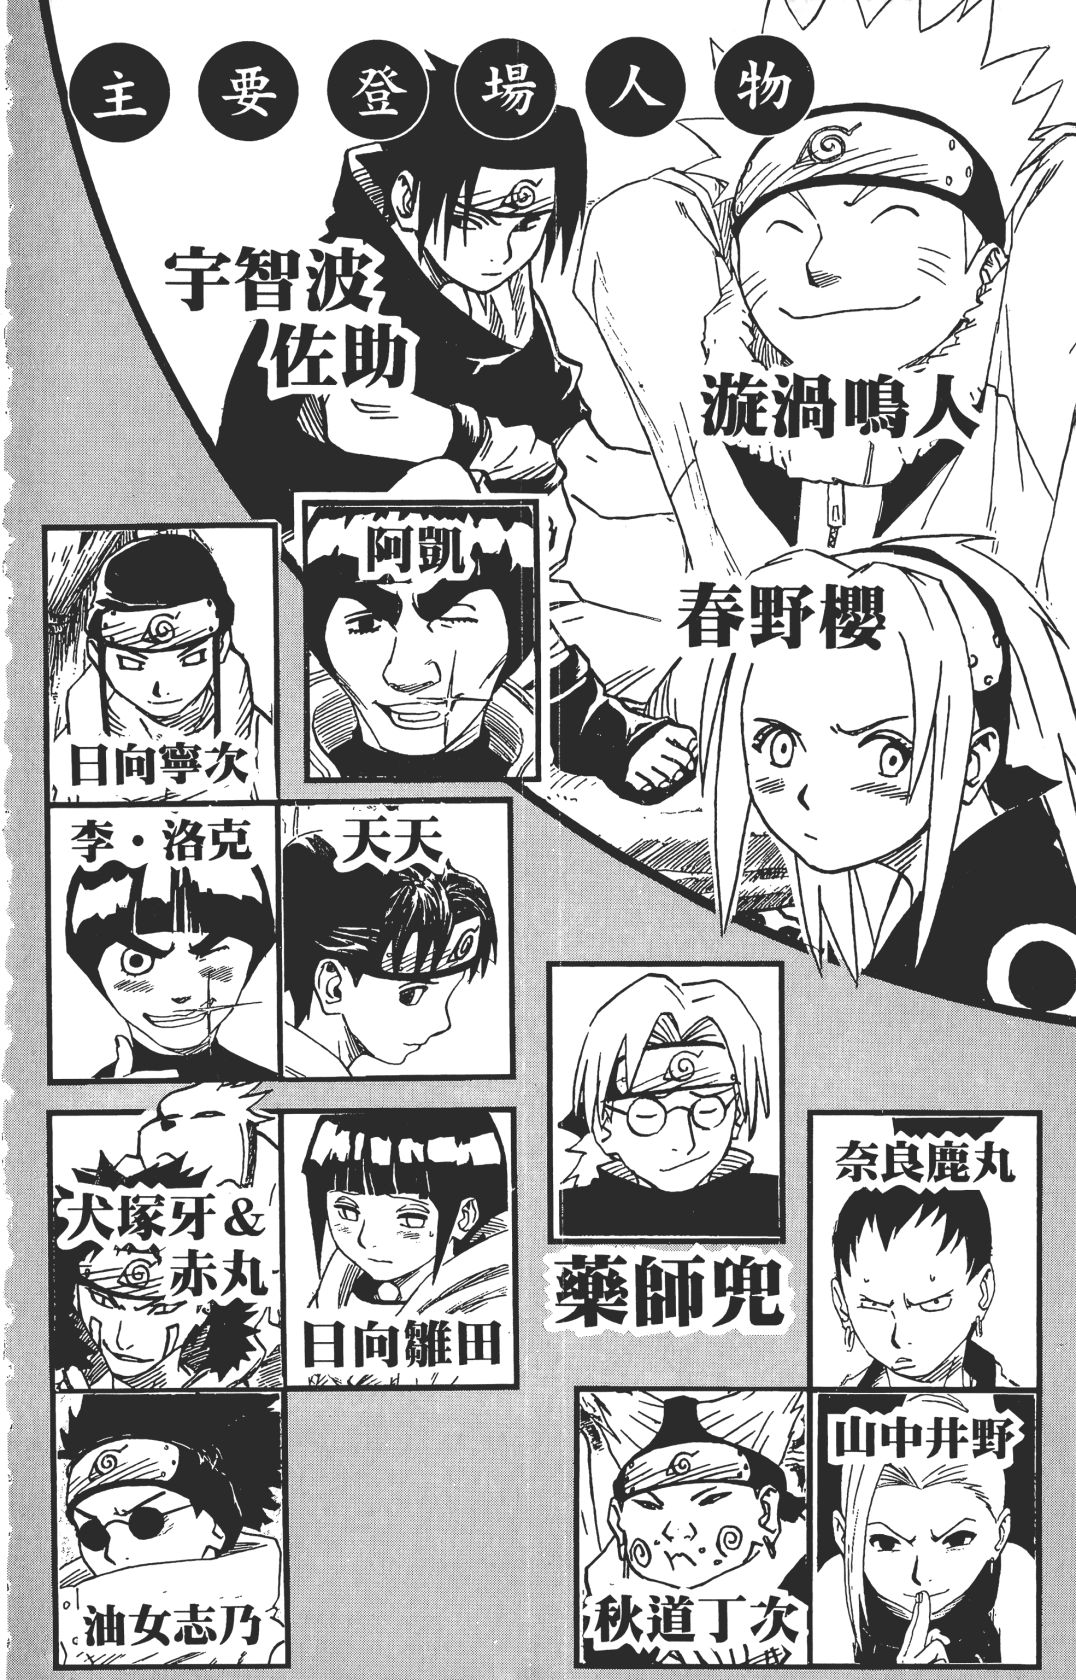 主要登場人物
宇智波
佐助
漩渦鳴人
春野櫻
阿凱
日向寧次
李・洛克
天天
犬塚牙&
赤丸
日向雛田
油女志乃
藥師兜
奈良鹿丸
秋道丁次
山中井野